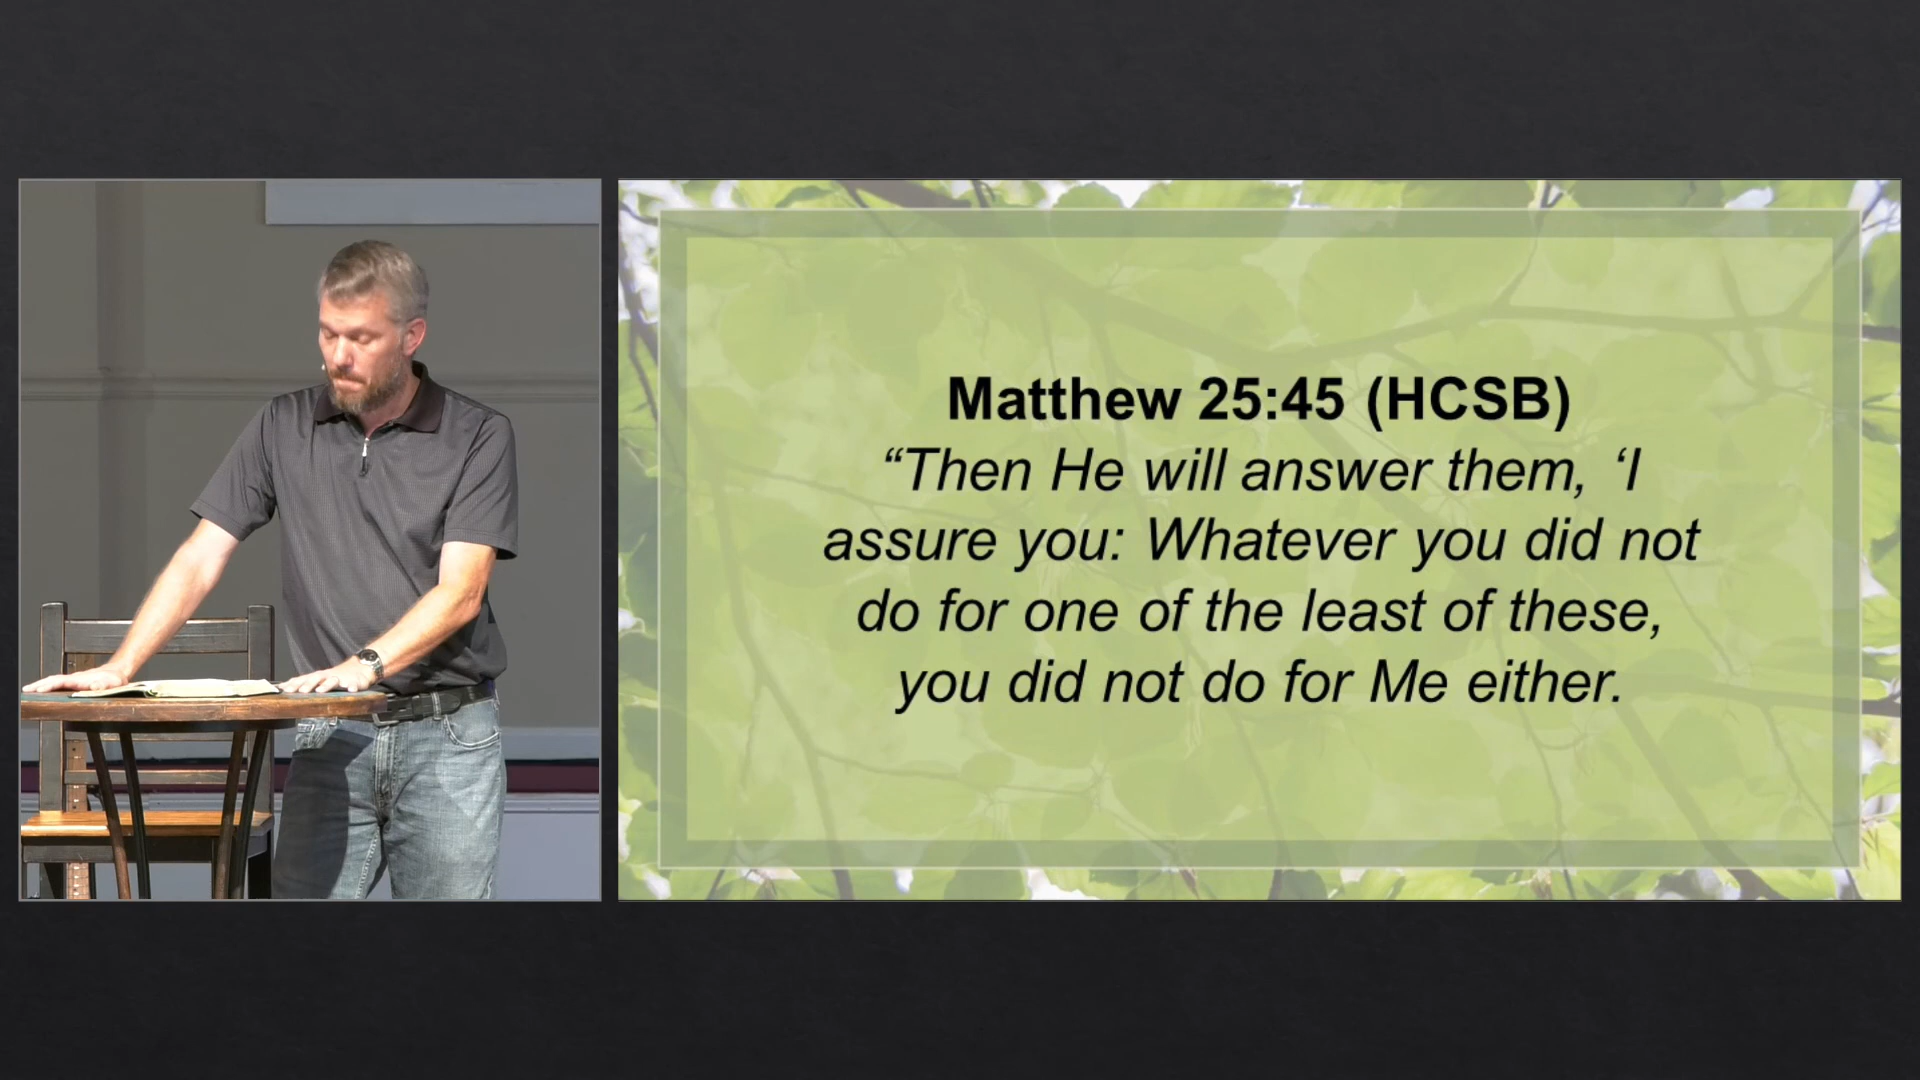 Matthew 25:45 (HCSB)
“Then He will answer them, ‘I
assure you: Whatever you did not
do for one of the least of these,
you did not do for Me either.